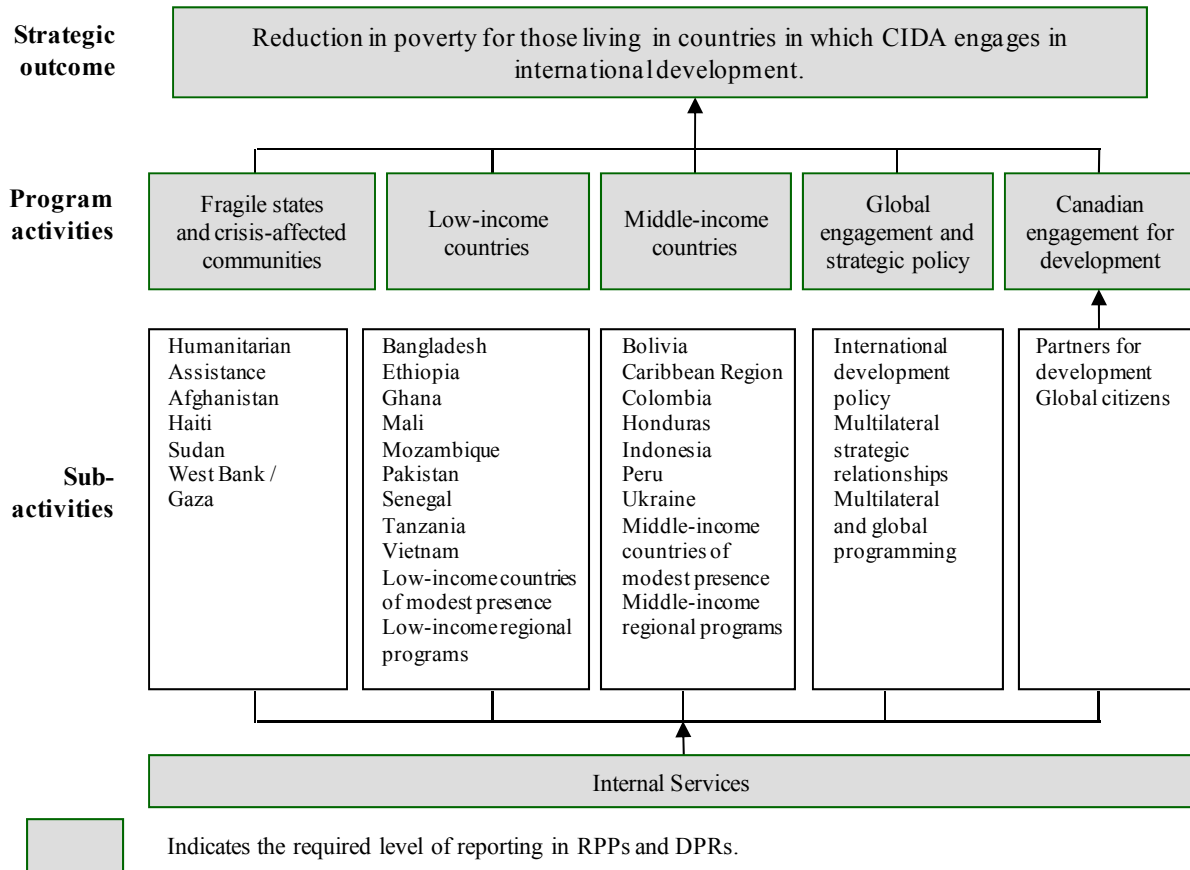 Strategic
outcome
Reduction in poverty for those living in countries in which CIDA engages in
international development.
Program
activities
Fragile states
and crisis-affected
communities
Low-income
countries
Middle-income
countries
Global
engagement and
strategic policy
Canadian
engagement for
development
Sub-
activities
Humanitarian
Assistance
Afghanistan
Haiti
Sudan
West Bank /
Gaza
Bangladesh
Ethiopia
Ghana
Mali
Mozambique
Pakistan
Senegal
Tanzania
Vietnam
Low-income countries
of modest presence
Low-income regional
programs
Bolivia
Caribbean Region
Colombia
Honduras
Indonesia
Peru
Ukraine
Middle-income
countries of
modest presence
Middle-income
regional programs
International
development
policy
Multilateral
strategic
relationships
Multilateral
and global
programming
Partners for
development
Global citizens
Internal Services
Indicates the required level of reporting in RPPs and DPRs.